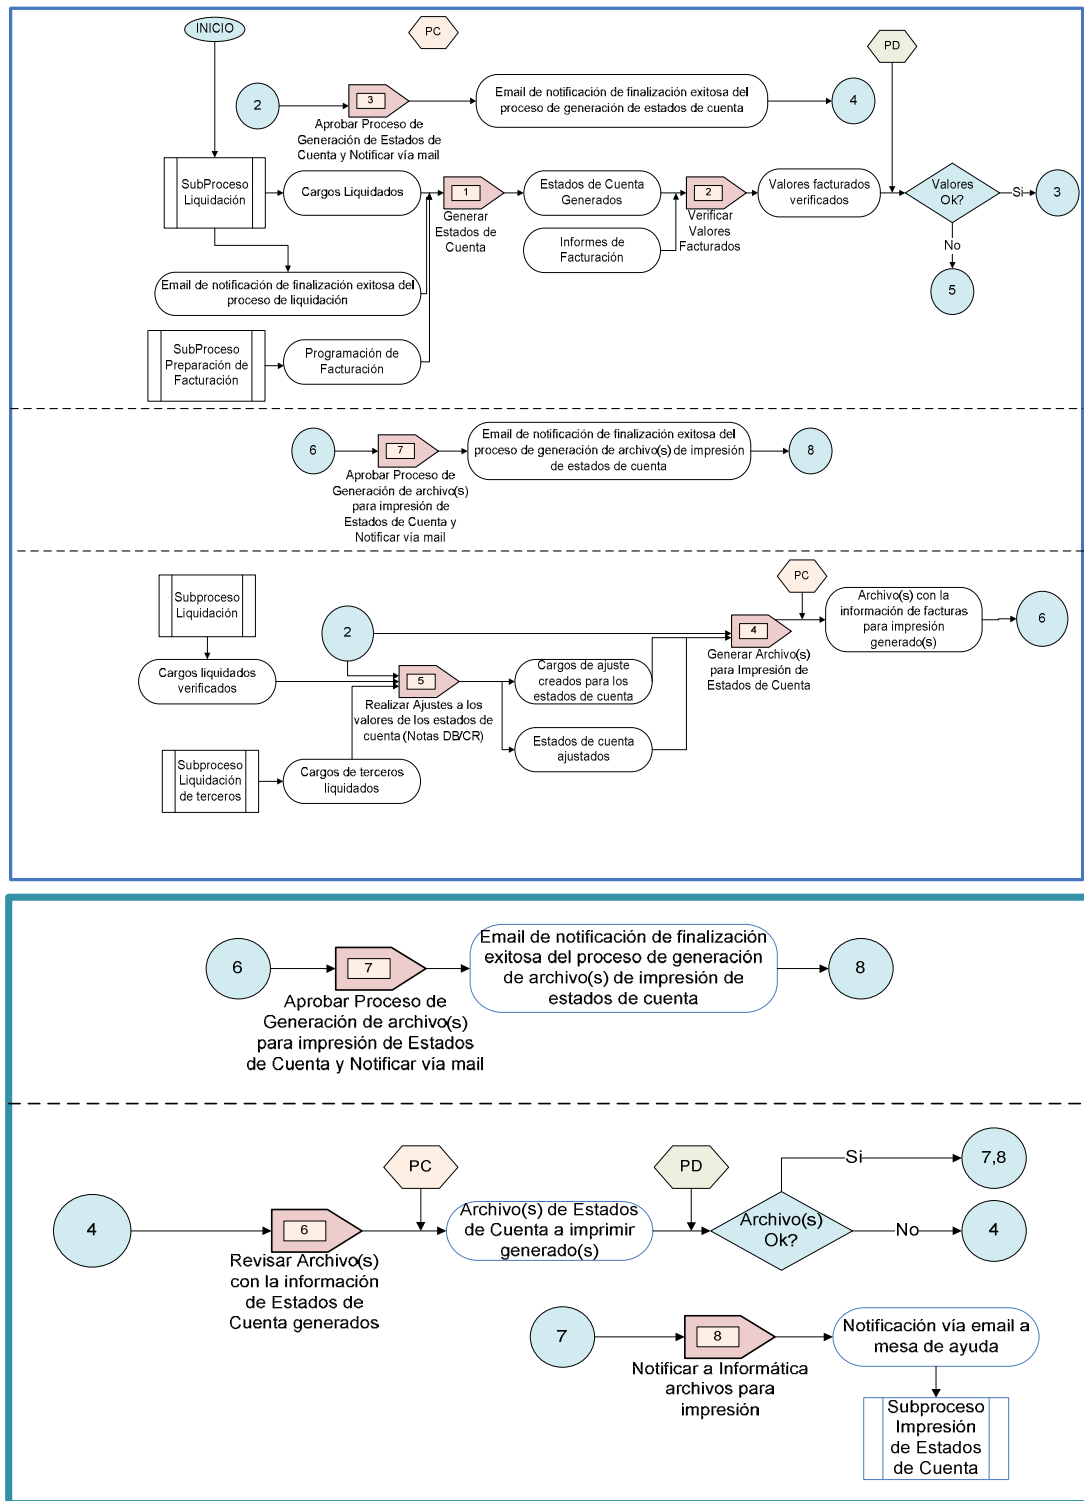 INICIO
PC
PD
2
3
Email de notificación de finalización exitosa del
proceso de generación de estados de cuenta
4
Aprobar Proceso de
Generación de Estados de
Cuenta y Notificar vía mail
SubProceso
Liquidación
Cargos Liquidados
1
Generar
Estados de
Cuenta
Estados de Cuenta
Generados
2
Verificar
Valores
Facturados
Valores facturados
verificados
Valores
Ok?
Si
3
Informes de
Facturación
No
5
Email de notificación de finalización exitosa del
proceso de liquidación
SubProceso
Preparación de
Facturación
Programación de
Facturación
6
7
Email de notificación de finalización exitosa del
proceso de generación de archivo(s) de impresión
de estados de cuenta
8
Aprobar Proceso de
Generación de archivo(s)
para impresión de
Estados de Cuenta y
Notificar vía mail
Subproceso
Liquidación
PC
2
4
Generar Archivo(s)
para Impresión de
Estados de Cuenta
Archivo(s) con la
información de facturas
para impresión
generado(s)
6
Cargos liquidados
verificados
5
Realizar Ajustes a los
valores de los estados de
cuenta (Notas DB/CR)
Cargos de ajuste
creados para los
estados de cuenta
Estados de cuenta
ajustados
Subproceso
Liquidación
de terceros
Cargos de terceros
liquidados
6
7
Email de notificación de finalización
exitosa del proceso de generación
de archivo(s) de impresión de
estados de cuenta
8
Aprobar Proceso de
Generación de archivo(s)
para impresión de Estados
de Cuenta y Notificar vía mail
PC
PD
Si
7,8
4
6
Revisar Archivo(s)
con la información
de Estados de
Cuenta generados
Archivo(s) de Estados
de Cuenta a imprimir
generado(s)
Archivo(s)
Ok?
No
4
7
8
Notificar a Informática
archivos para
impresión
Notificación vía email a
mesa de ayuda
Subproceso
Impresión
de Estados
de Cuenta